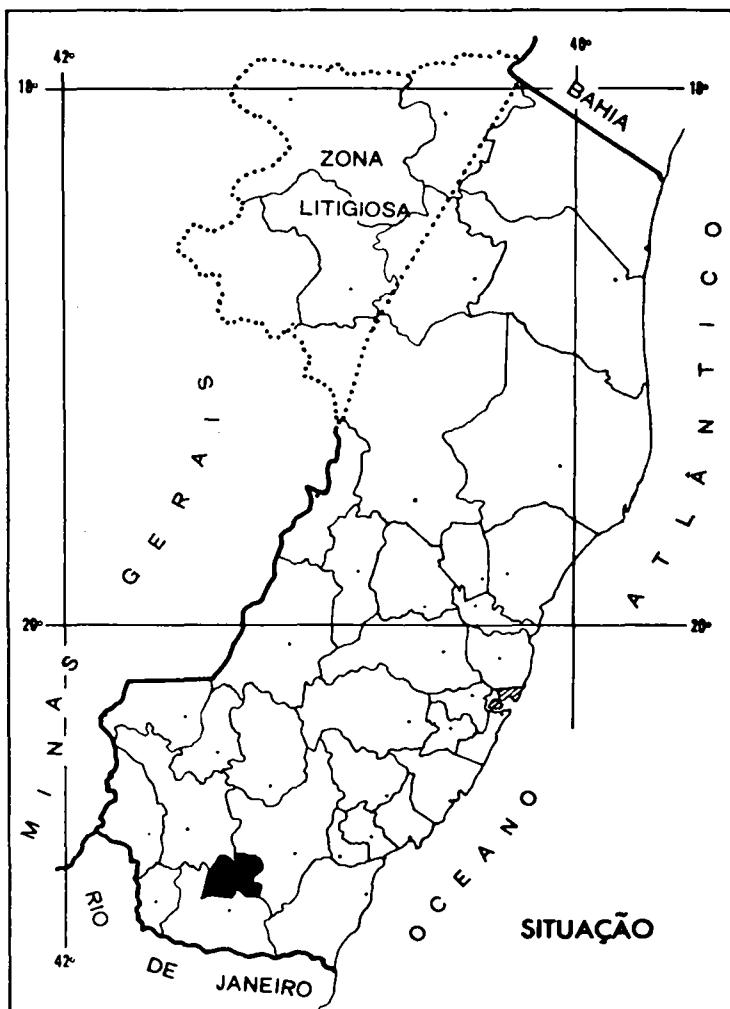 42°
40°
18°
18°
BAHIA
ZONA
LITIGIOSA
ATLÂNTICO
GERAIS
20°
20°
MINAS
OCEANO
RIO
DE JANEIRO
42°
SITUAÇÃO